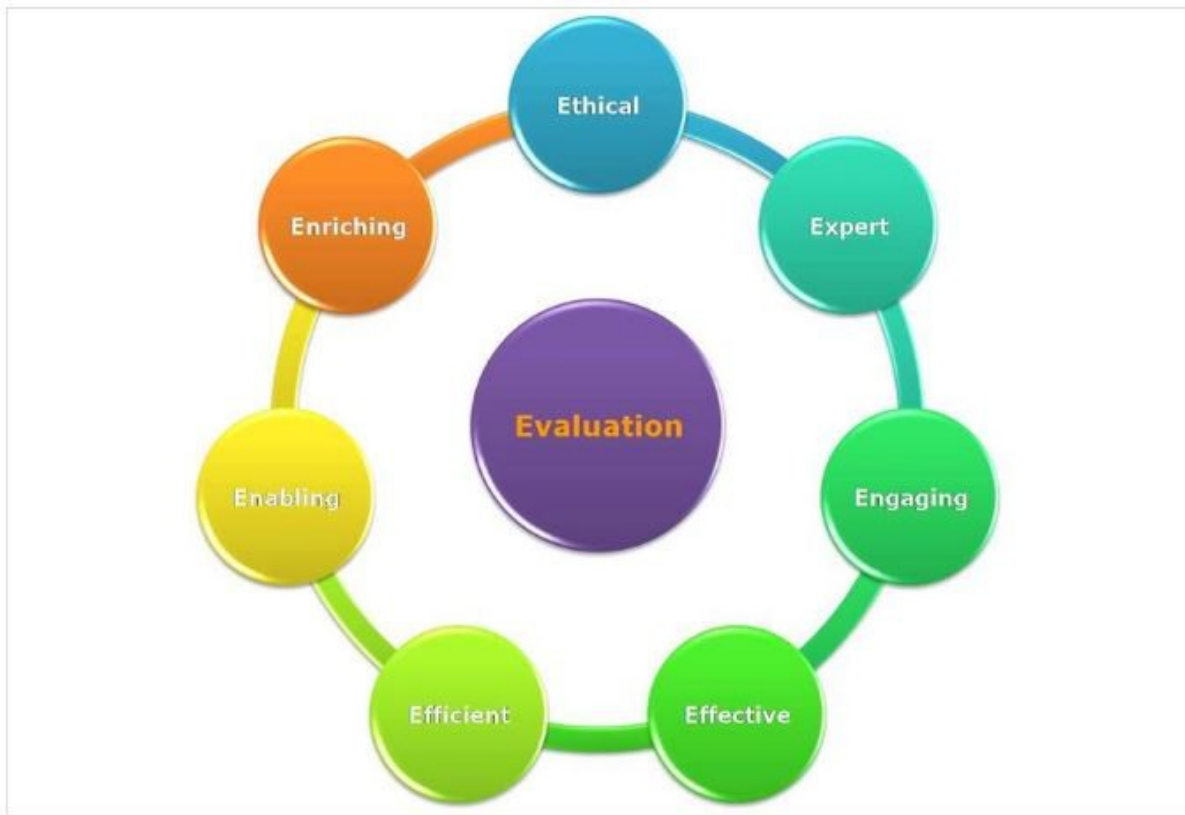 Ethical
Expert
Engaging
Effective
Efficient
Enabling
Enriching
Evaluation